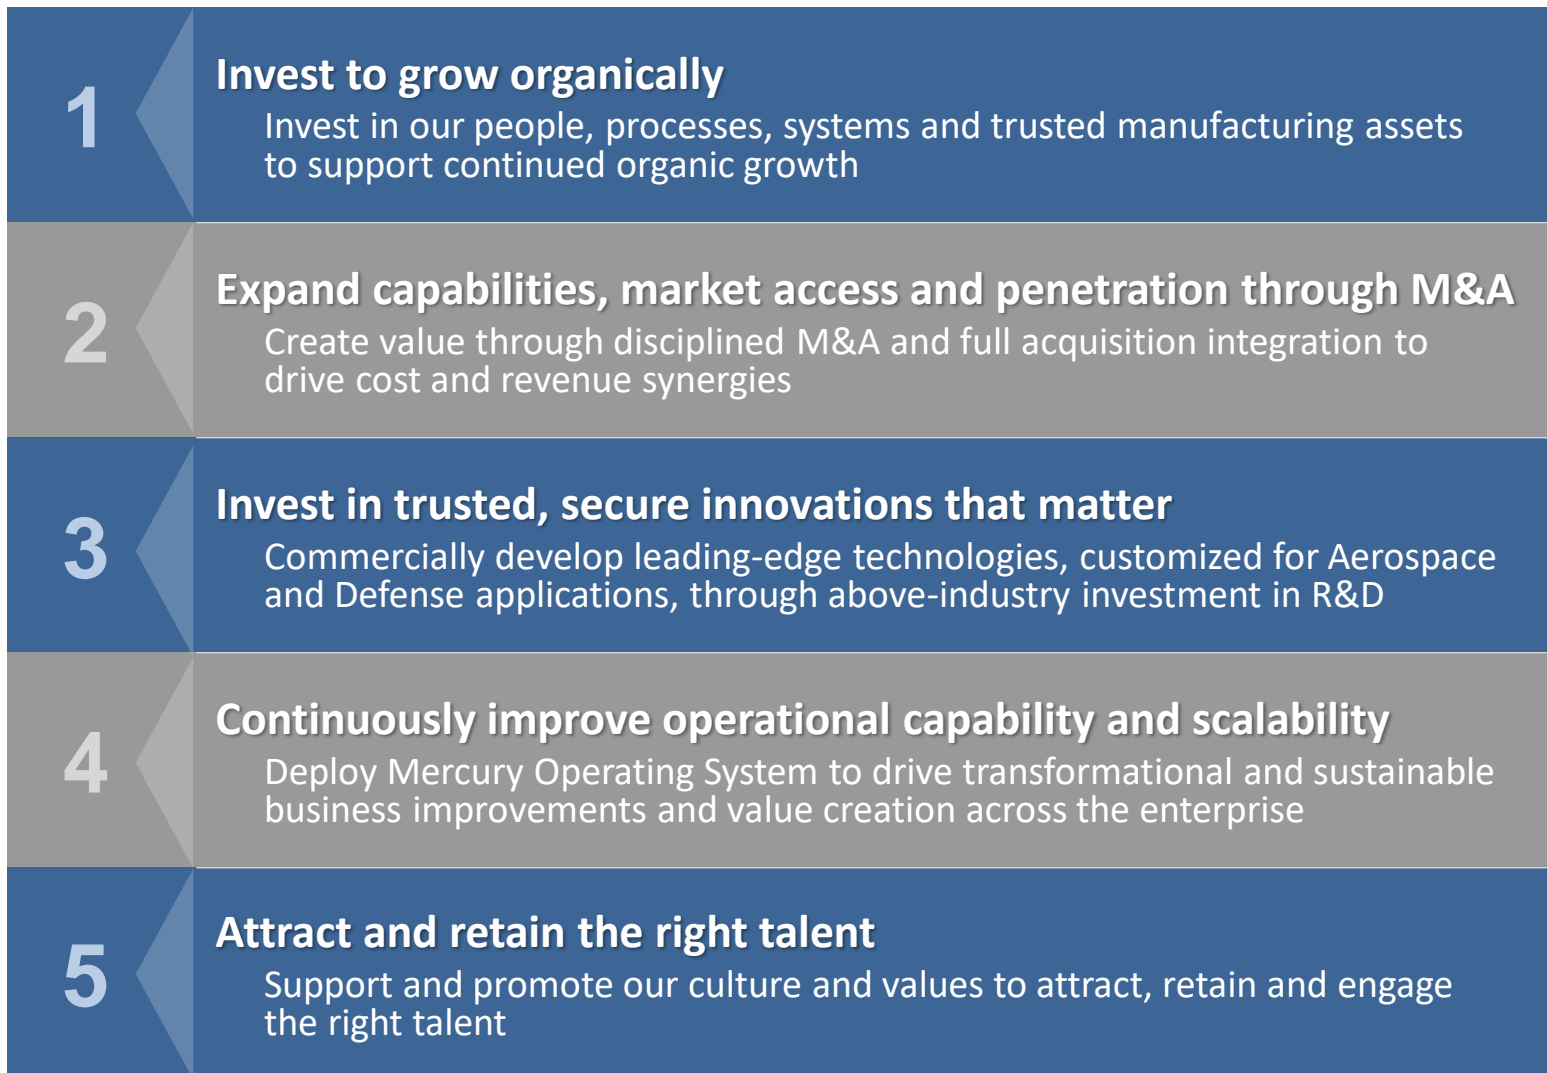 1
Invest to grow organically
Invest in our people, processes, systems and trusted manufacturing assets
to support continued organic growth
2
Expand capabilities, market access and penetration through M&A
Create value through disciplined M&A and full acquisition integration to
drive cost and revenue synergies
3
Invest in trusted, secure innovations that matter
Commercially develop leading-edge technologies, customized for Aerospace
and Defense applications, through above-industry investment in R&D
4
Continuously improve operational capability and scalability
Deploy Mercury Operating System to drive transformational and sustainable
business improvements and value creation across the enterprise
5
Attract and retain the right talent
Support and promote our culture and values to attract, retain and engage
the right talent